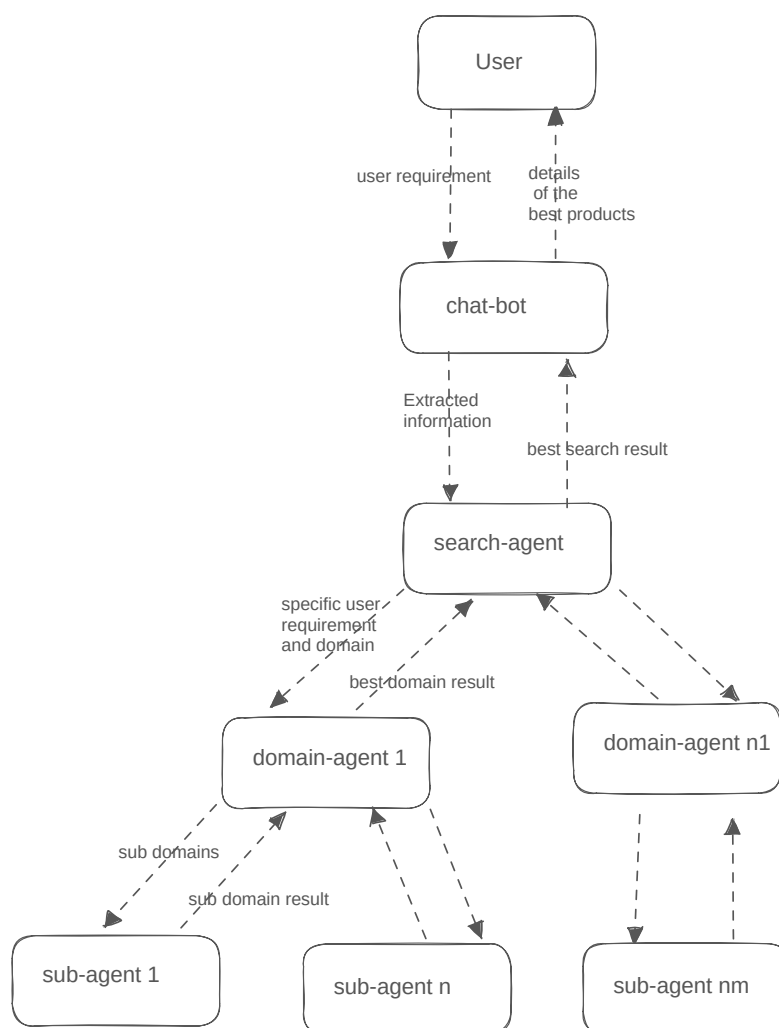 User
user requirement
details
of the
best products
chat-bot
Extracted
information
best search result
search-agent
specific user
requirement
and domain
best domain result
domain-agent 1
domain-agent n1
sub domains
sub domain result
sub-agent 1
sub-agent n
sub-agent nm